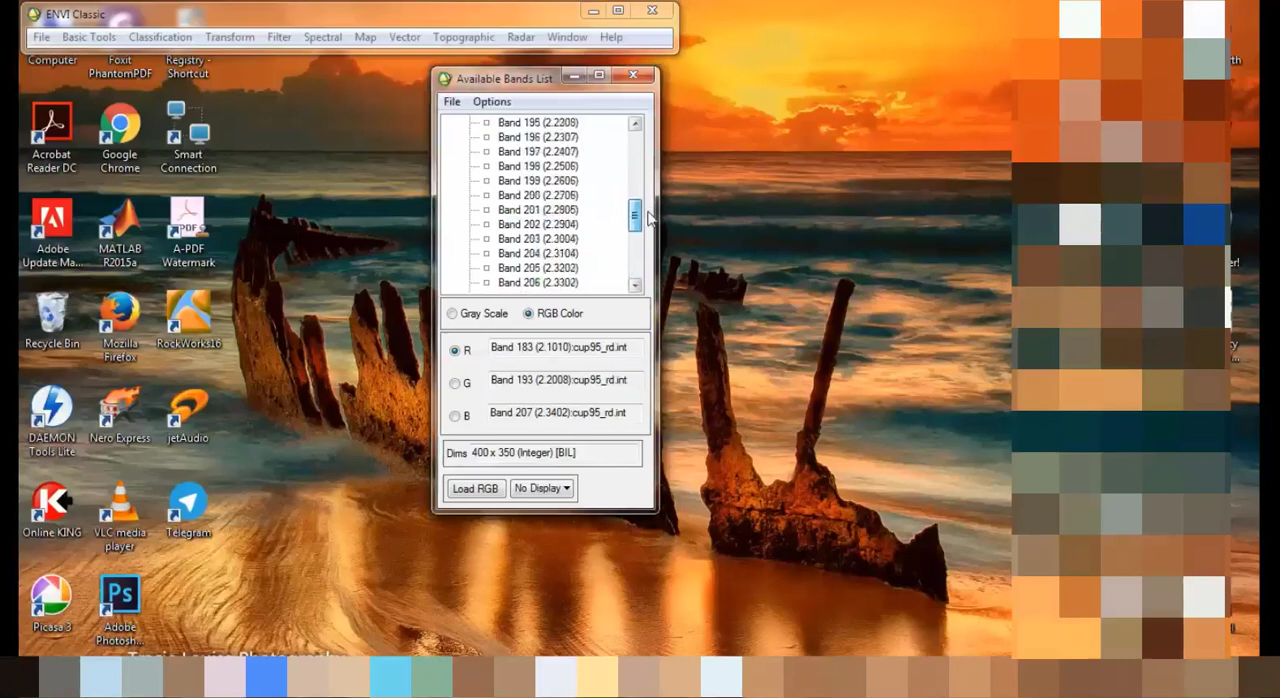 ENVI Classic
File Basic Tools Classification Transform Filter Spectral Map Vector Topographic Radar Window Help
Computer
Foxit PhantomPDF
Registry - Shortcut
Available Bands List
File Options
Band 195 (2.2308)
Band 196 (2.2307)
Band 197 (2.2407)
Band 198 (2.2506)
Band 199 (2.2606)
Band 200 (2.2706)
Band 201 (2.2805)
Band 202 (2.2904)
Band 203 (2.3004)
Band 204 (2.3104)
Band 205 (2.3202)
Band 206 (2.3302)
Gray Scale RGB Color
R Band 183 (2.1010):cup95_rd.int
G Band 193 (2.2008):cup95_rd.int
B Band 207 (2.3402):cup95_rd.int
Dims 400 x 350 (Integer) [BIL]
Load RGB No Display
Acrobat Reader DC
Google Chrome
Smart Connection
Adobe Update Ma...
MATLAB R2015a
A-PDF Watermark
Recycle Bin
Mozilla Firefox
RockWorks16
DAEMON Tools Lite
Nero Express
jetAudio
Online KING
VLC media player
Telegram
Picasa 3
Adobe Photosh...